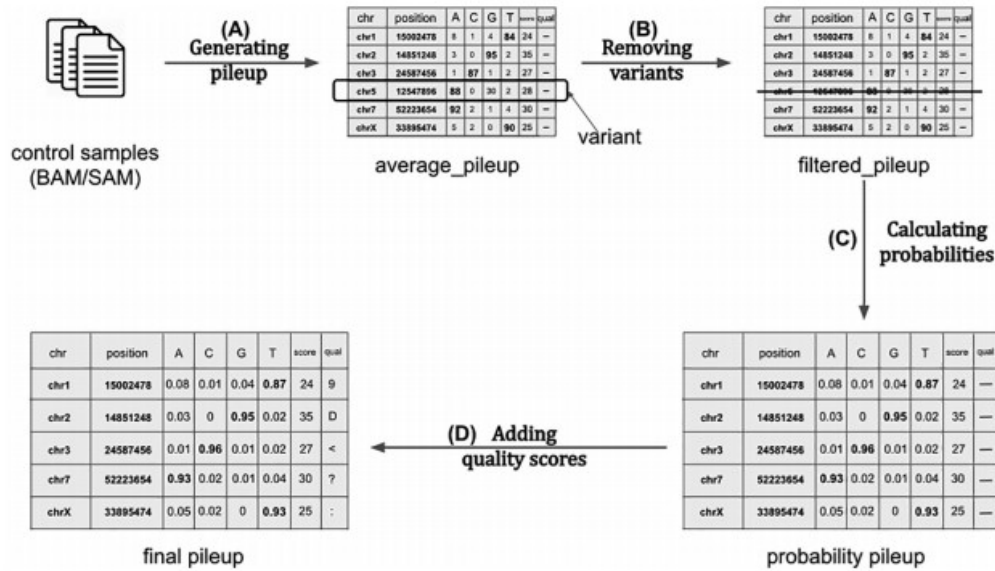 (A)
Generating
pileup
control samples
(BAM/SAM)
chr position A C G T score qual
chr1 15002478 8 1 4 84 24 –
chr2 14851248 3 0 95 2 35 –
chr3 24587456 1 87 1 2 27 –
chr5 12547896 88 0 30 2 28 –
chr7 52223654 92 2 1 4 30 –
chrX 33895474 5 2 0 90 25 –
variant
average_pileup
(B)
Removing
variants
chr position A C G T score qual
chr1 15002478 8 1 4 84 24 –
chr2 14851248 3 0 95 2 35 –
chr3 24587456 1 87 1 2 27 –
chr5 12547896 88 0 30 2 28 –
chr7 52223654 92 2 1 4 30 –
chrX 33895474 5 2 0 90 25 –
filtered_pileup
(C) Calculating
probabilities
chr position A C G T score qual
chr1 15002478 0.08 0.01 0.04 0.87 24 —
chr2 14851248 0.03 0 0.95 0.02 35 —
chr3 24587456 0.01 0.96 0.01 0.02 27 —
chr7 52223654 0.93 0.02 0.01 0.04 30 —
chrX 33895474 0.05 0.02 0 0.93 25 —
probability pileup
(D) Adding
quality scores
chr position A C G T score qual
chr1 15002478 0.08 0.01 0.04 0.87 24 9
chr2 14851248 0.03 0 0.95 0.02 35 D
chr3 24587456 0.01 0.96 0.01 0.02 27 <
chr7 52223654 0.93 0.02 0.01 0.04 30 ?
chrX 33895474 0.05 0.02 0 0.93 25 :
final pileup